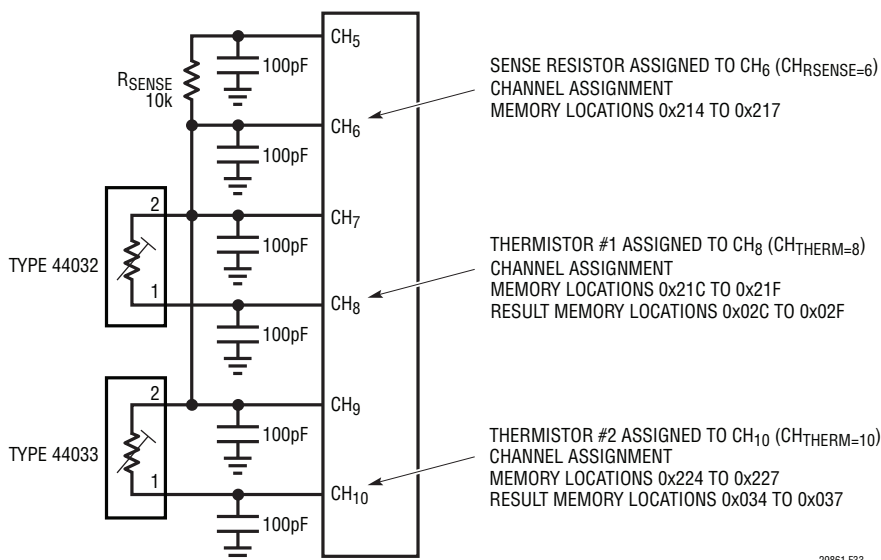 CH5
100pF
RSENSE
10k
CH6
100pF
2
CH7
TYPE 44032
100pF
1
CH8
100pF
2
CH9
TYPE 44033
100pF
1
CH10
100pF
SENSE RESISTOR ASSIGNED TO CH6 (CHRSENSE=6)
CHANNEL ASSIGNMENT
MEMORY LOCATIONS 0x214 TO 0x217
THERMISTOR #1 ASSIGNED TO CH8 (CHTHERM=8)
CHANNEL ASSIGNMENT
MEMORY LOCATIONS 0x21C TO 0x21F
RESULT MEMORY LOCATIONS 0x02C TO 0x02F
THERMISTOR #2 ASSIGNED TO CH10 (CHTHERM=10)
CHANNEL ASSIGNMENT
MEMORY LOCATIONS 0x224 TO 0x227
RESULT MEMORY LOCATIONS 0x034 TO 0x037